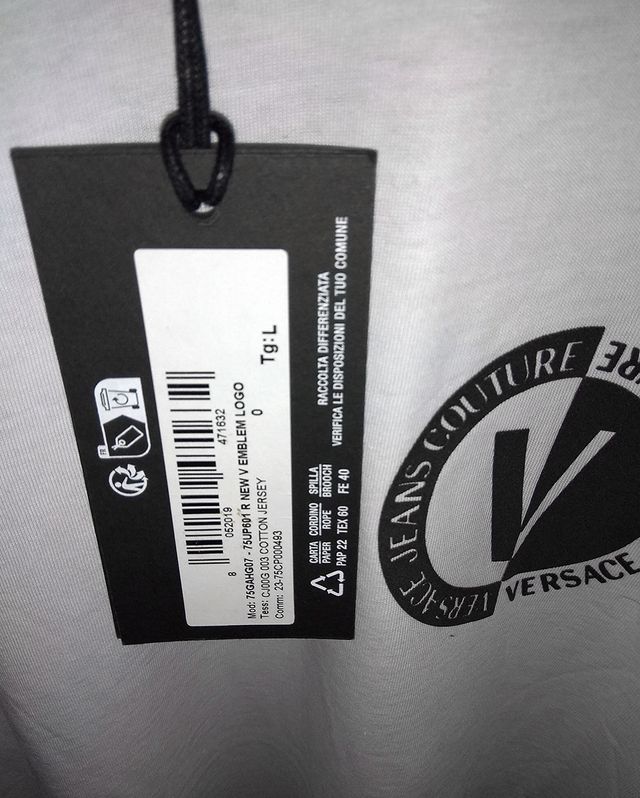 8 052019 471632
Mod: 75GAHG07 - 75UP601 R NEW V EMBLEM LOGO
0
Tess: CJ00G 003 COTTON JERSEY
Comm: 23-75CP000493
Tg: L
FR
CARTA CORDINO SPILLA
PAPER ROPE BROOCH
PAP 22 TEX 60 FE 40
RACCOLTA DIFFERENZIATA
VERIFICA LE DISPOSIZIONI DEL TUO COMUNE
VERSACE JEANS COUTURE
V
VERSACE